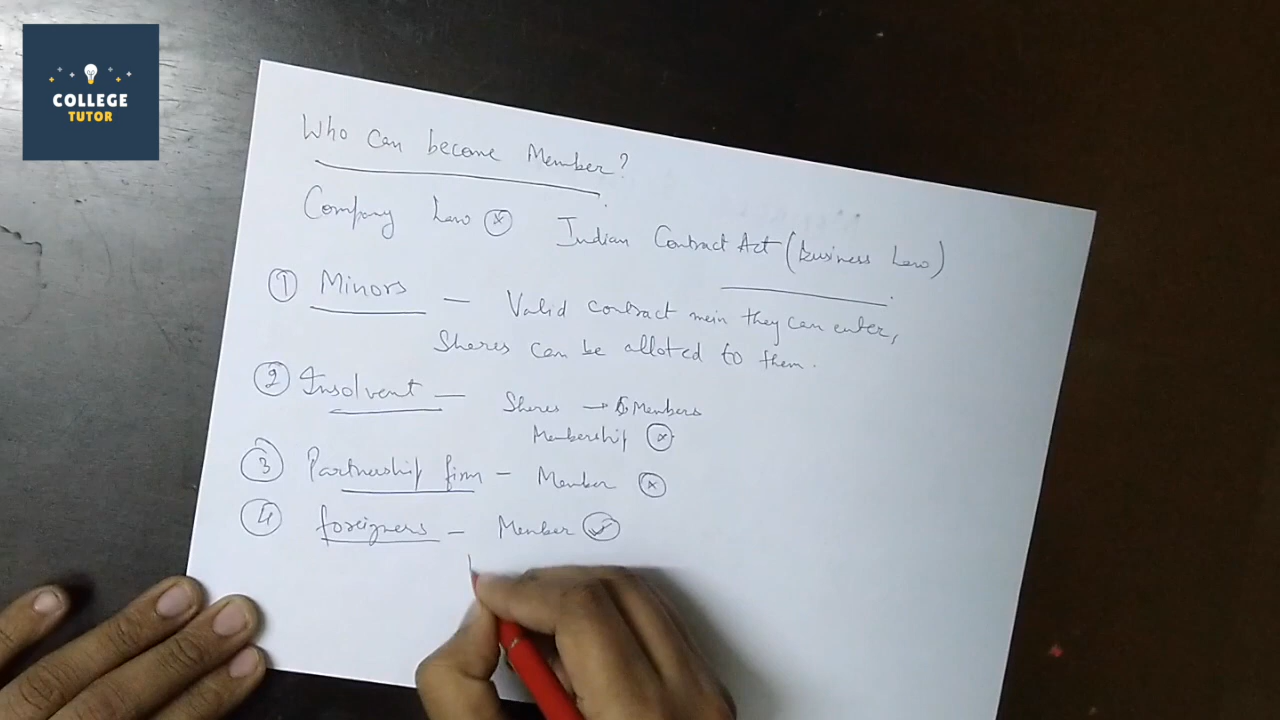 COLLEGE
TUTOR
Who can become Member?
Company Law ⓧ Indian Contract Act (Business Law)
① Minors — Valid contract mein they can enter,
Shares can be alloted to them.
② Insolvent — Shares → Members
Membership ⓧ
③ Partnership firm – Member ⓧ
④ foreigners – Member ✓